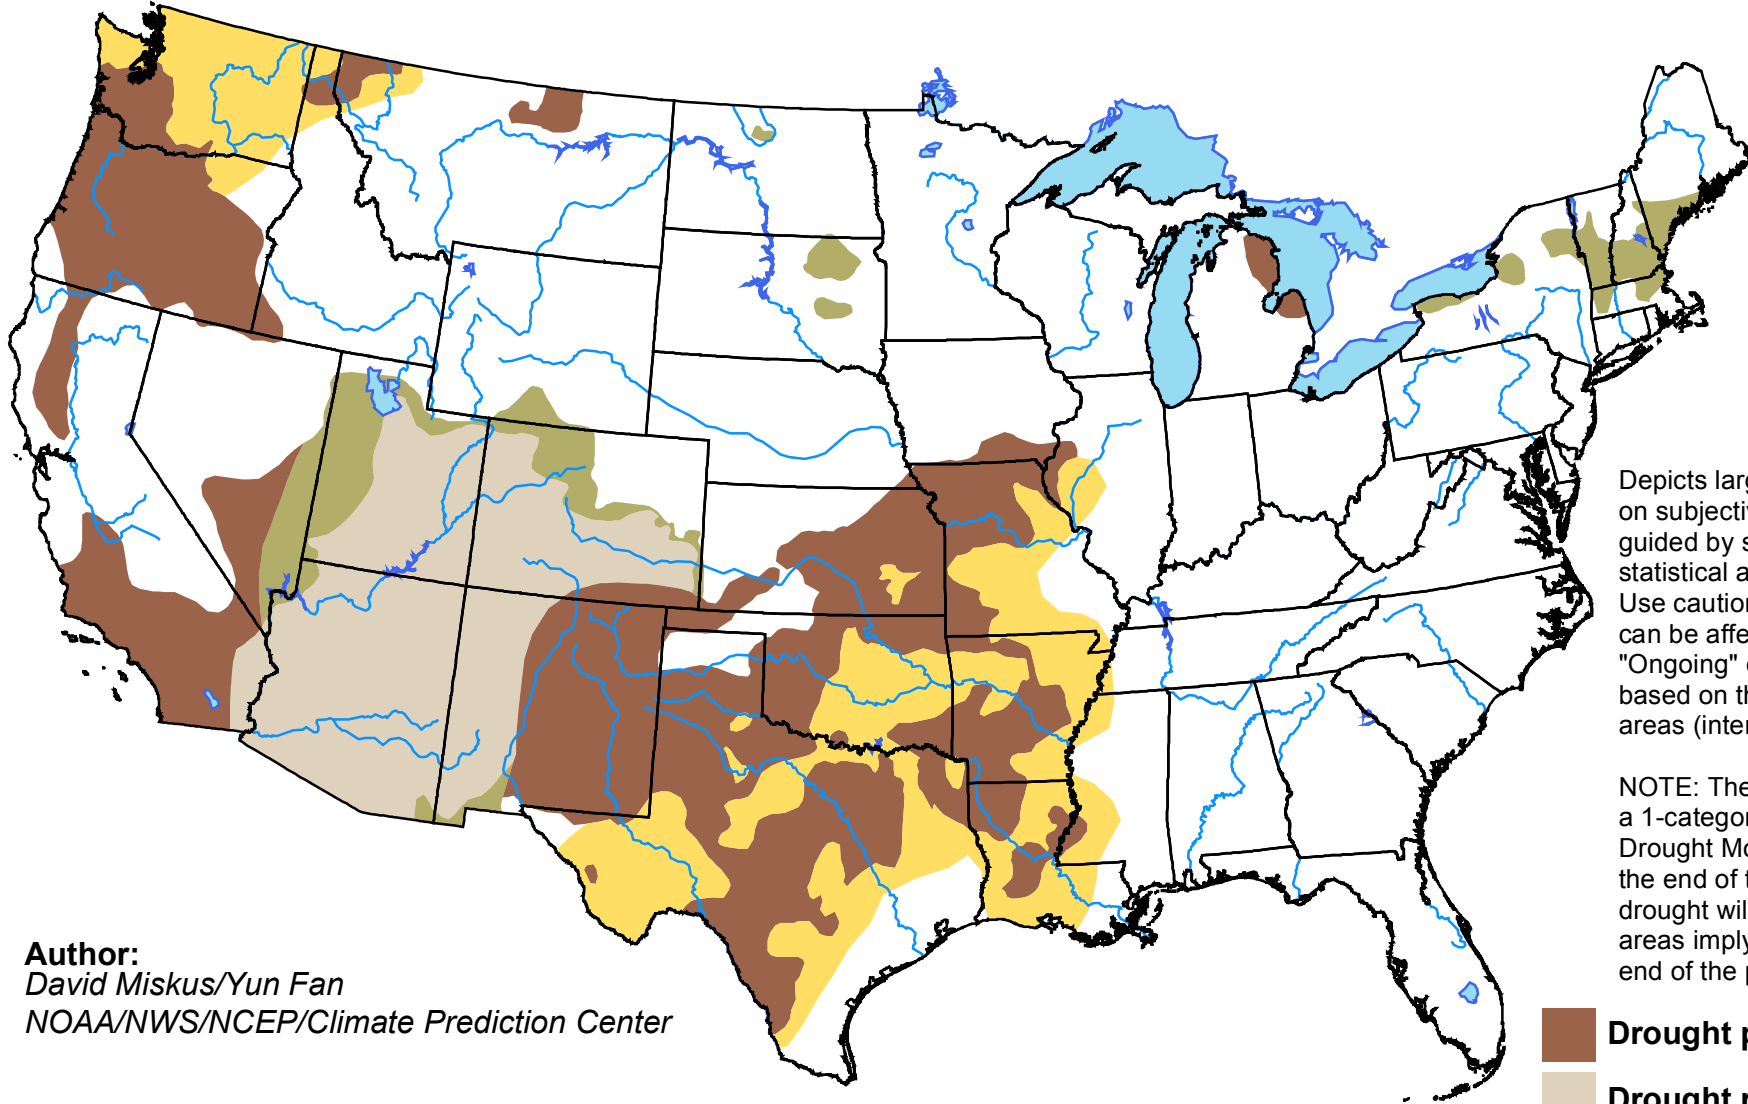 Depicts larg
on subjectiv
guided by s
statistical a
Use caution
can be affe
"Ongoing"
based on th
areas (inter
NOTE: The
a 1-categor
Drought Mo
the end of t
drought wil
areas imply
end of the p
Author:
David Miskus/Yun Fan
NOAA/NWS/NCEP/Climate Prediction Center
Drought p
Drought